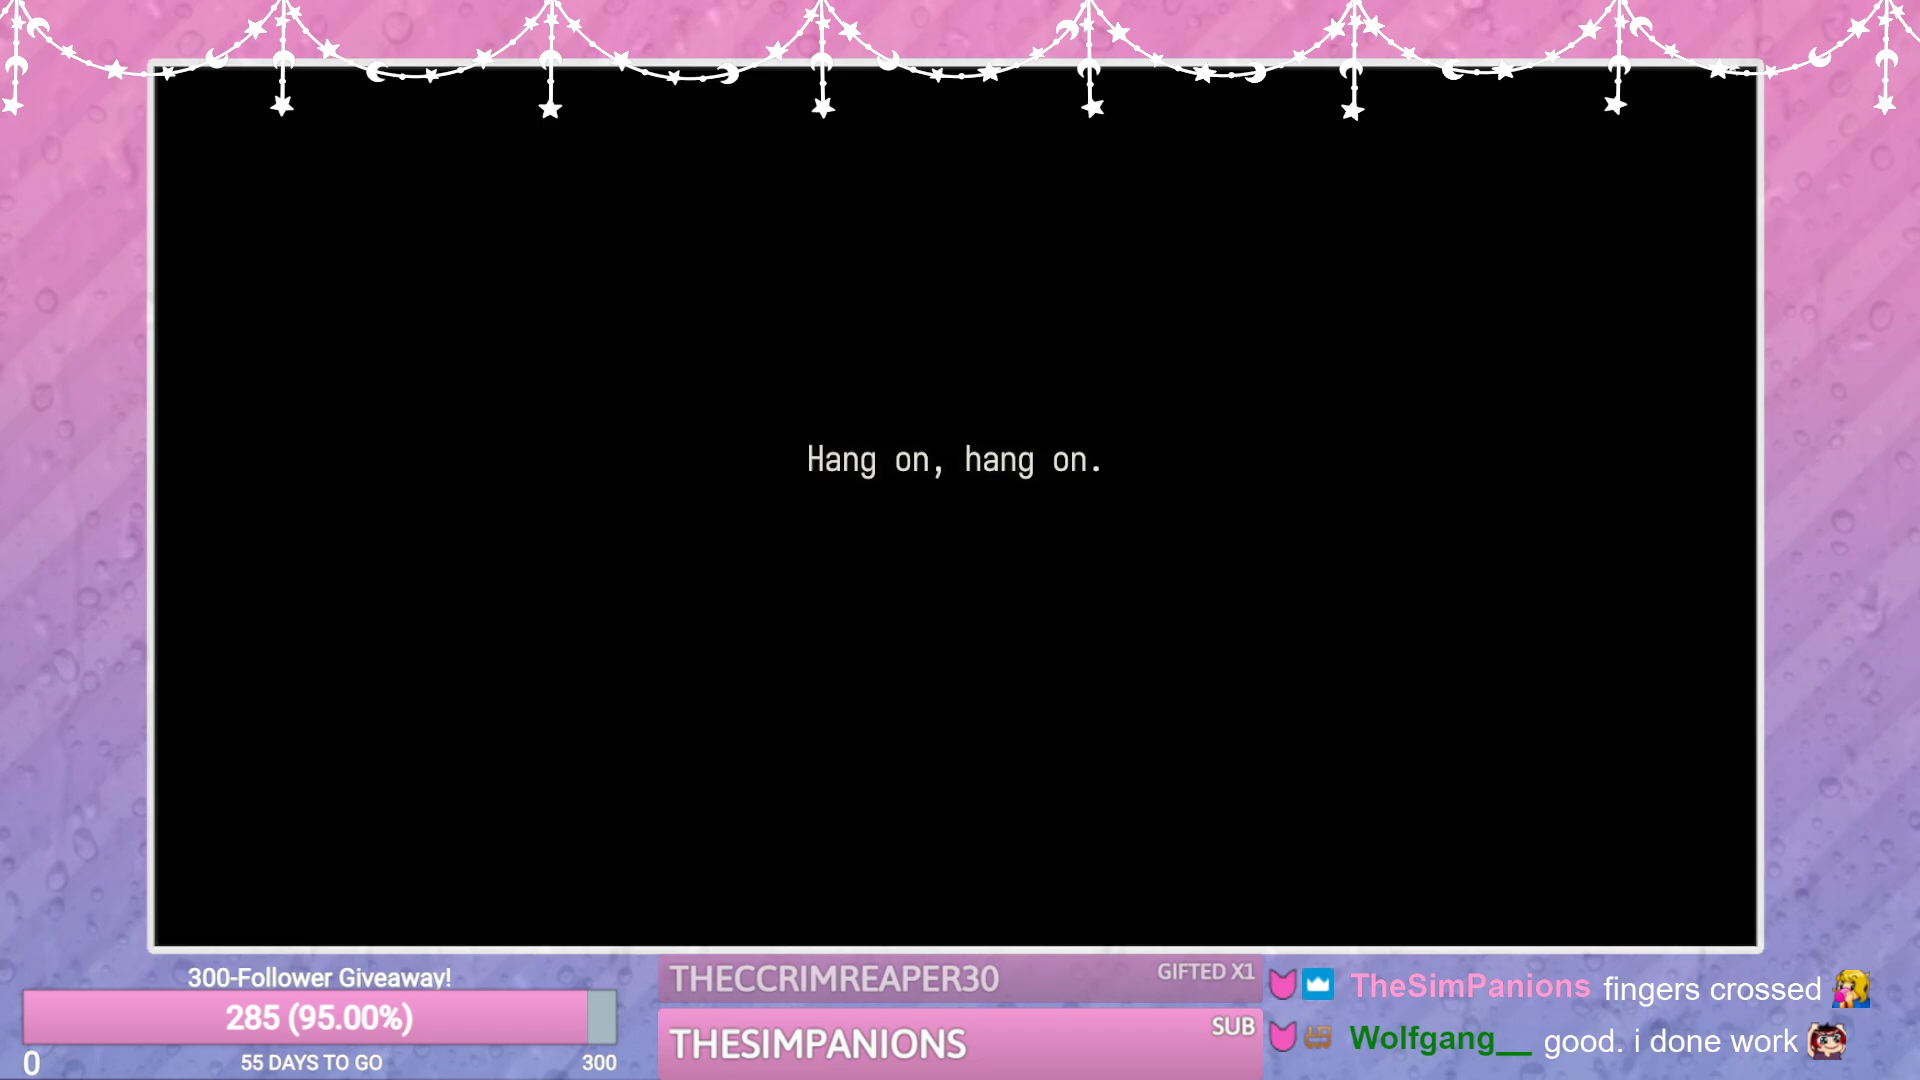 Hang on, hang on.
300-Follower Giveaway!
285 (95.00%)
0
55 DAYS TO GO
300
THECCRIMREAPER30
GIFTED X1
THESIMPANIONS
SUB
TheSimPanions fingers crossed
Wolfgang__ good. i done work